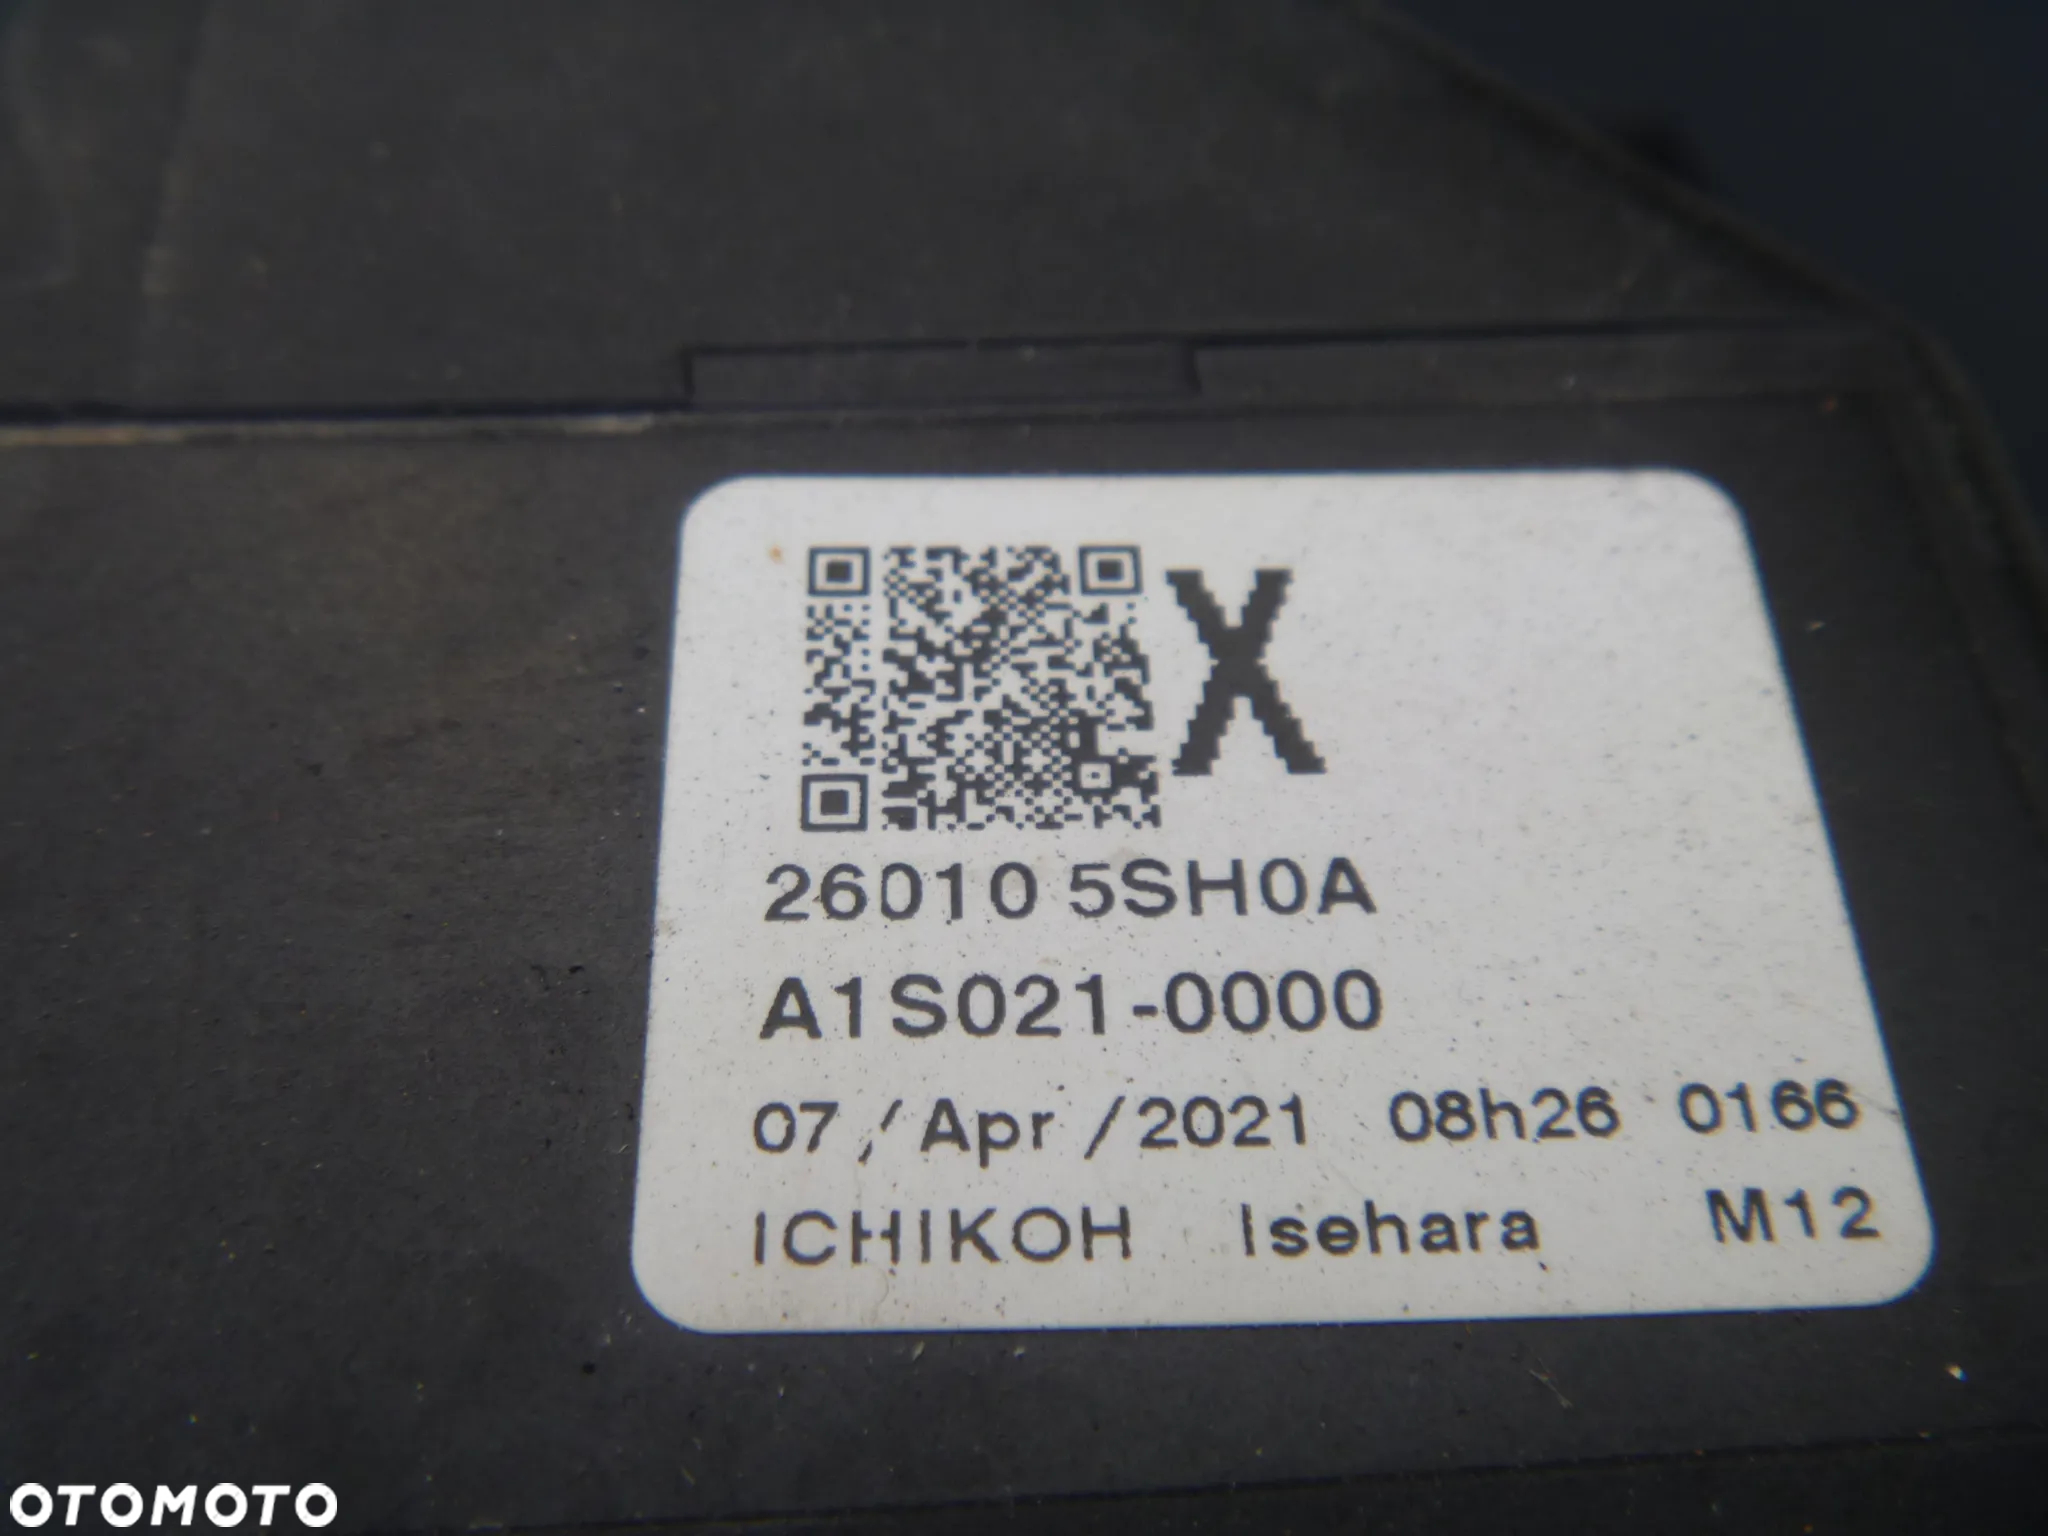 X
26010 5SH0A
A1S021-0000
07/Apr/2021 08h26 0166
ICHIKOH Isehara M12
OTOMOTO